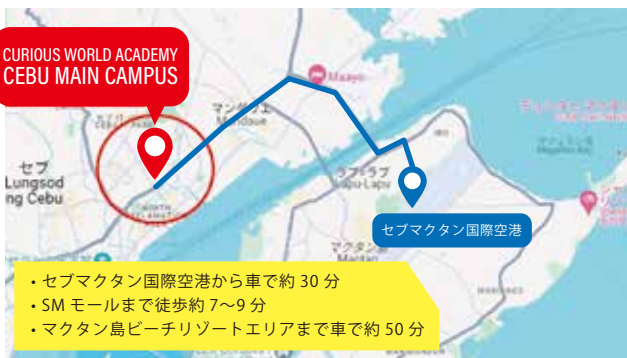 CURIOUS WORLD ACADEMY
CEBU MAIN CAMPUS
Maayo
マンダウエ
Mandaue
セブ
Lungsod
ng Cebu
ラプ=ラプ
Lapu-Lapu
セブマクタン国際空港
マクタン島
Mactan
・セブマクタン国際空港から車で約 30 分
・SM モールまで徒歩約 7〜9 分
・マクタン島ビーチリゾートエリアまで車で約 50 分